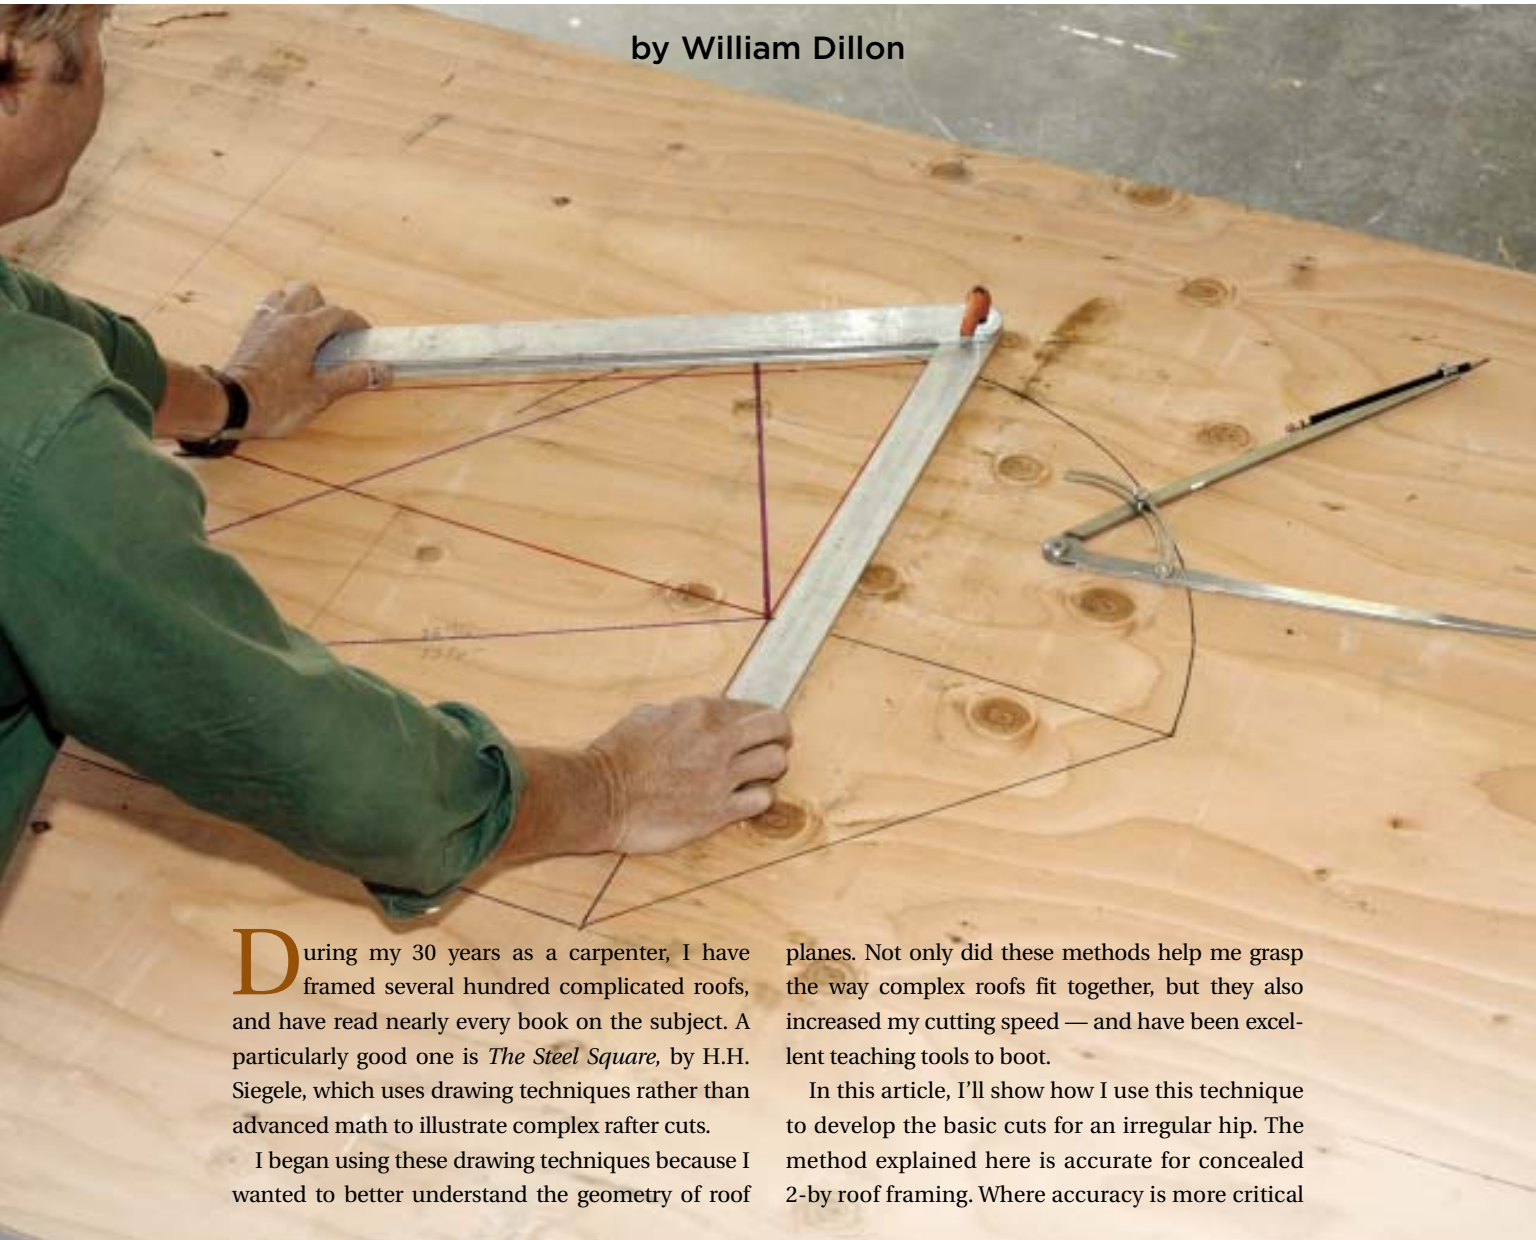 by William Dillon
During my 30 years as a carpenter, I have
framed several hundred complicated roofs,
and have read nearly every book on the subject. A
particularly good one is The Steel Square, by H.H.
Siegele, which uses drawing techniques rather than
advanced math to illustrate complex rafter cuts.
I began using these drawing techniques because I
wanted to better understand the geometry of roof
planes. Not only did these methods help me grasp
the way complex roofs fit together, but they also
increased my cutting speed — and have been excel-
lent teaching tools to boot.
In this article, I’ll show how I use this technique
to develop the basic cuts for an irregular hip. The
method explained here is accurate for concealed
2-by roof framing. Where accuracy is more critical